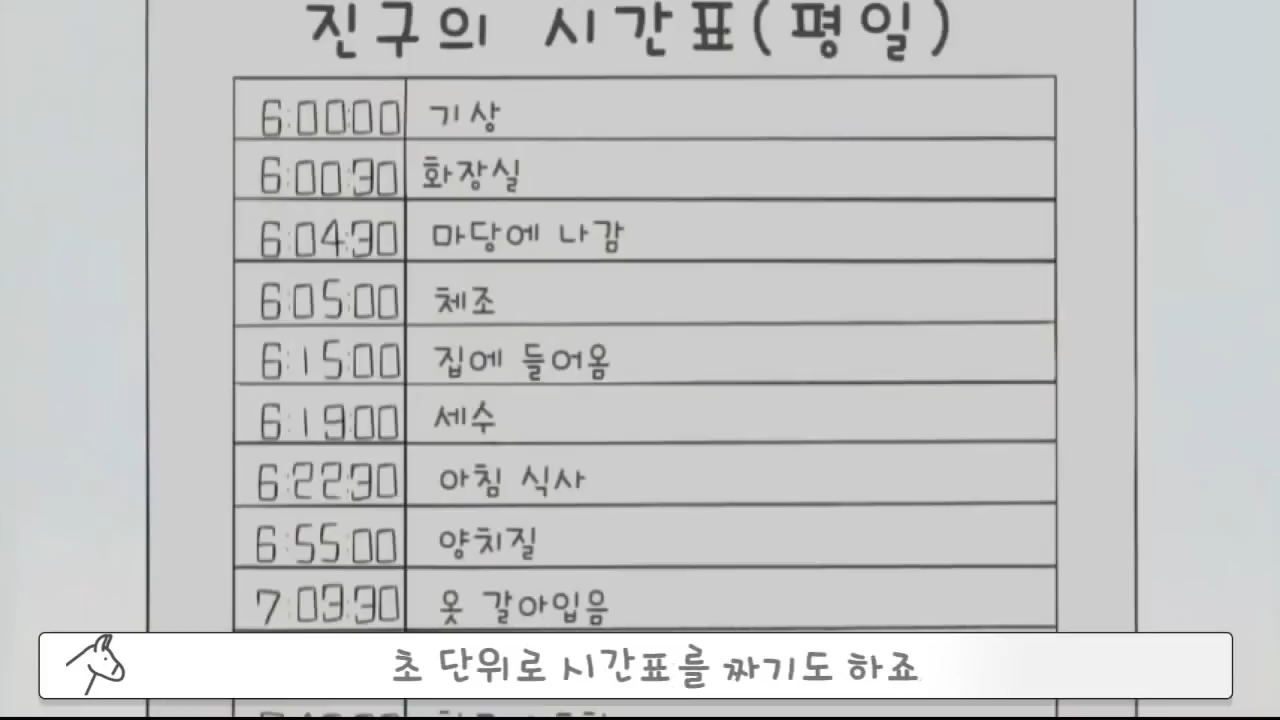 진구의 시간표(평일)
6:00:00 기상
6:00:30 화장실
6:04:30 마당에 나감
6:05:00 체조
6:15:00 집에 들어옴
6:19:00 세수
6:22:30 아침 식사
6:55:00 양치질
7:03:30 옷 갈아입음
초 단위로 시간표를 짜기도 하죠